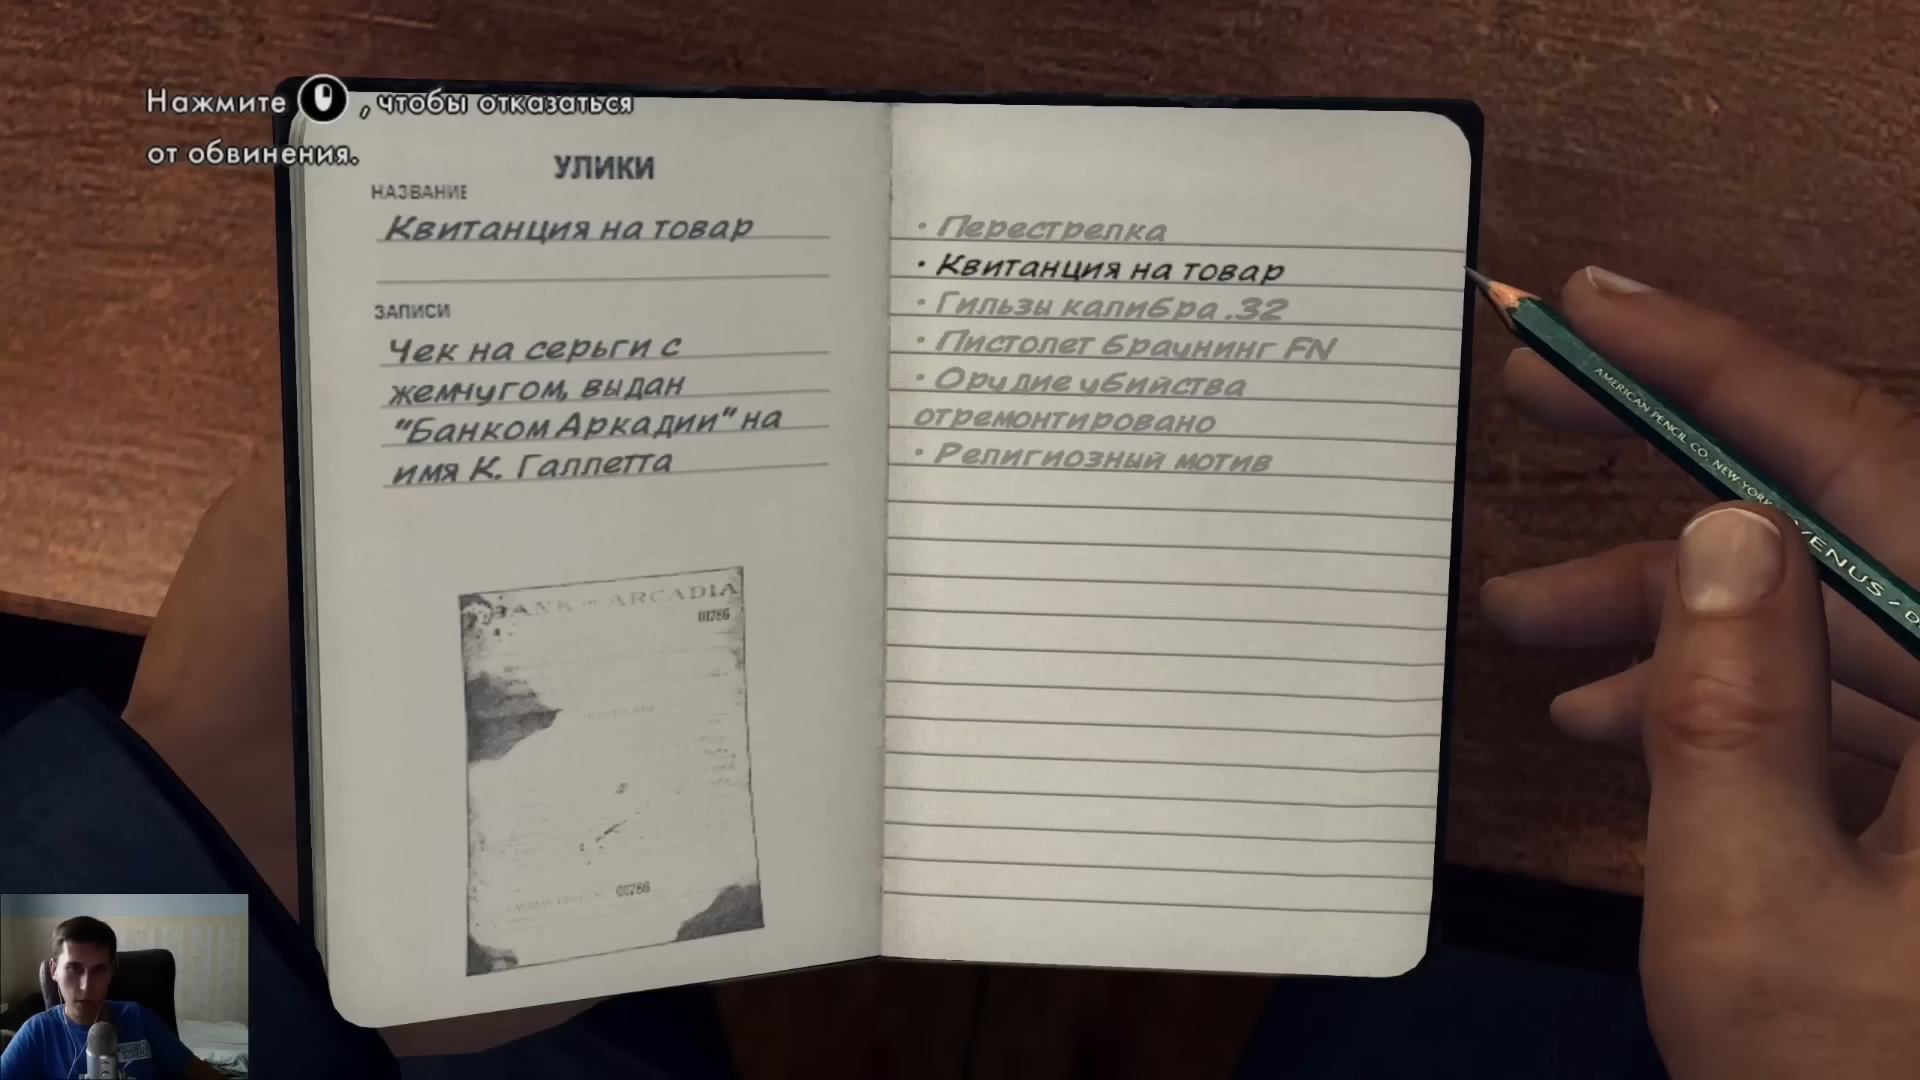 Нажмите , чтобы отказаться
от обвинения.
УЛИКИ
НАЗВАНИЕ
Квитанция на товар
ЗАПИСИ
Чек на серьги с
жемчугом, выдан
"Банком Аркадии" на
имя К. Галлетта
BANK OF ARCADIA
01786
01786
• Перестрелка
• Квитанция на товар
• Гильзы калибра .32
• Пистолет браунинг FN
• Орудие убийства
отремонтировано
• Религиозный мотив
AMERICAN PENCIL CO. NEW YORK
VENUS